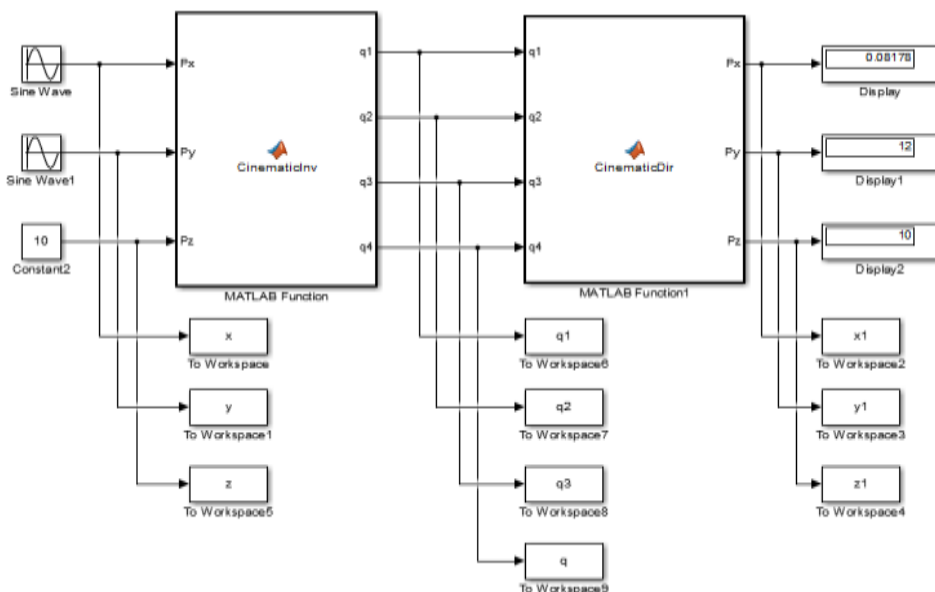 Sine Wave
Sine Wave1
10
Constant2
Px
Py
Pz
CinematicInv
q1
q2
q3
q4
MATLAB Function
q1
q2
q3
q4
CinematicDir
Px
Py
Pz
MATLAB Function1
0.08178
Display
12
Display1
10
Display2
x
To Workspace
y
To Workspace1
z
To Workspace5
q1
To Workspace6
q2
To Workspace7
q3
To Workspace8
q
To Workspace9
x1
To Workspace2
y1
To Workspace3
z1
To Workspace4